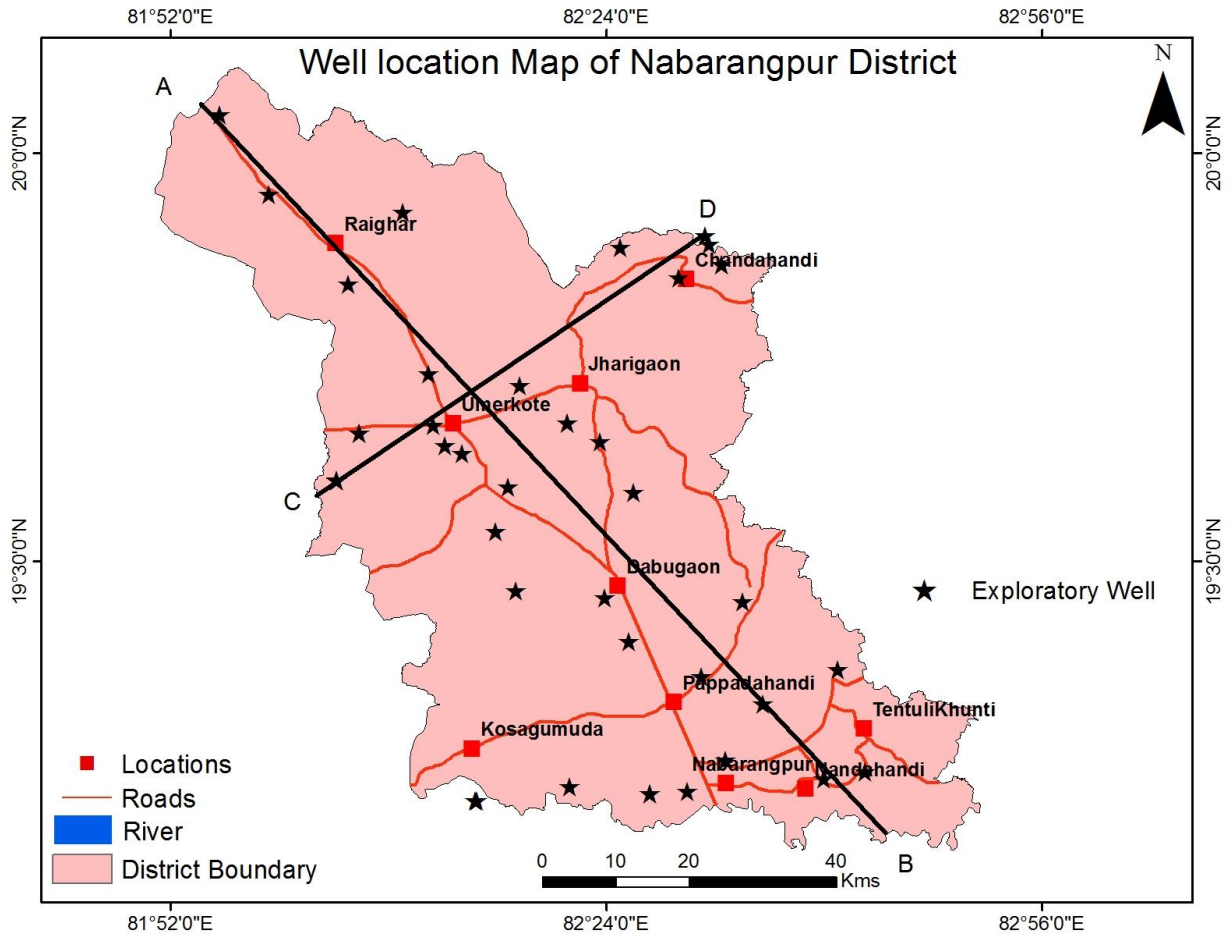 81°52'0"E
82°24'0"E
82°56'0"E
Well location Map of Nabarangpur District
N
A
20°0'0"N
20°0'0"N
D
Raighar
Chandahandi
Jharigaon
Umerkote
C
19°30'0"N
19°30'0"N
Dabugaon
Exploratory Well
Pappadahandi
TentuliKhunti
Kosagumuda
Nabarangpur
Nandahandi
Locations
Roads
River
District Boundary
B
0 10 20 40
Kms
81°52'0"E
82°24'0"E
82°56'0"E